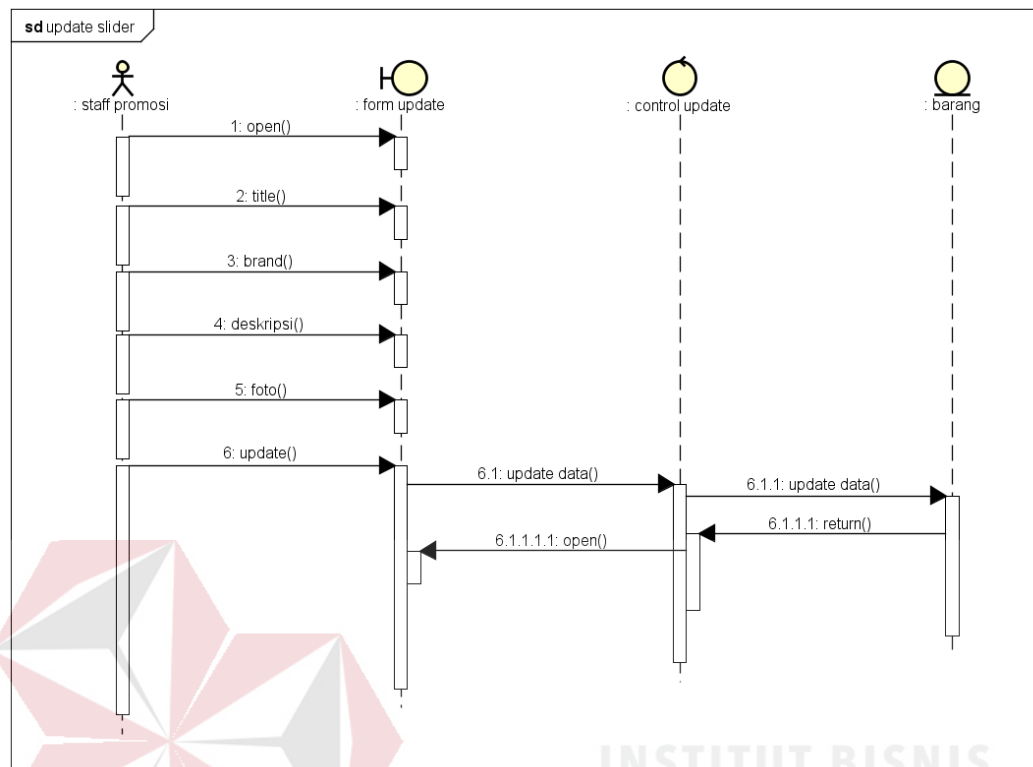 sd update slider
: staff promosi
: form update
: control update
: barang
1: open()
2: title()
3: brand()
4: deskripsi()
5: foto()
6: update()
6.1: update data()
6.1.1: update data()
6.1.1.1: return()
6.1.1.1.1: open()
INSTITUT BISNIS